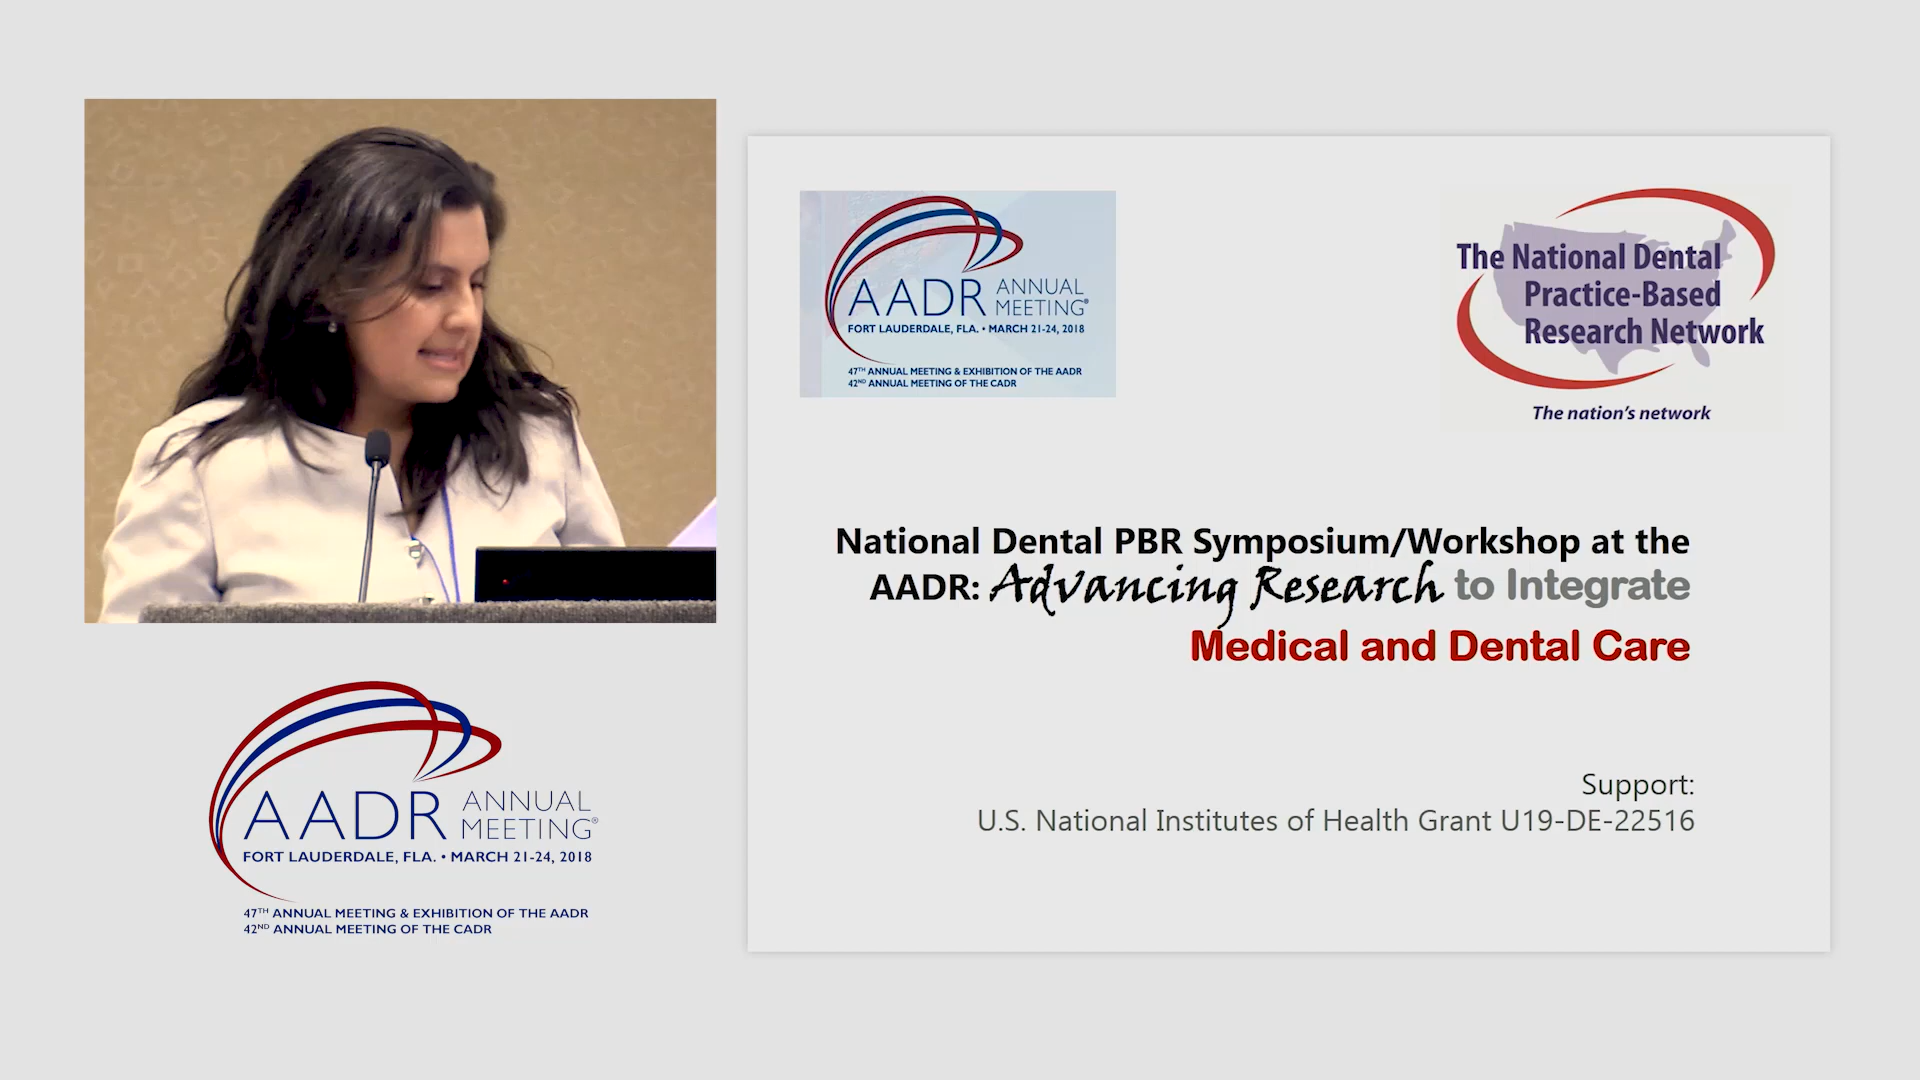 AADR ANNUAL
MEETING®
FORT LAUDERDALE, FLA. • MARCH 21-24, 2018
47TH ANNUAL MEETING & EXHIBITION OF THE AADR
42ND ANNUAL MEETING OF THE CADR
The National Dental
Practice-Based
Research Network
The nation's network
National Dental PBR Symposium/Workshop at the
AADR: Advancing Research to Integrate
Medical and Dental Care
Support:
U.S. National Institutes of Health Grant U19-DE-22516
AADR ANNUAL
MEETING®
FORT LAUDERDALE, FLA. • MARCH 21-24, 2018
47TH ANNUAL MEETING & EXHIBITION OF THE AADR
42ND ANNUAL MEETING OF THE CADR